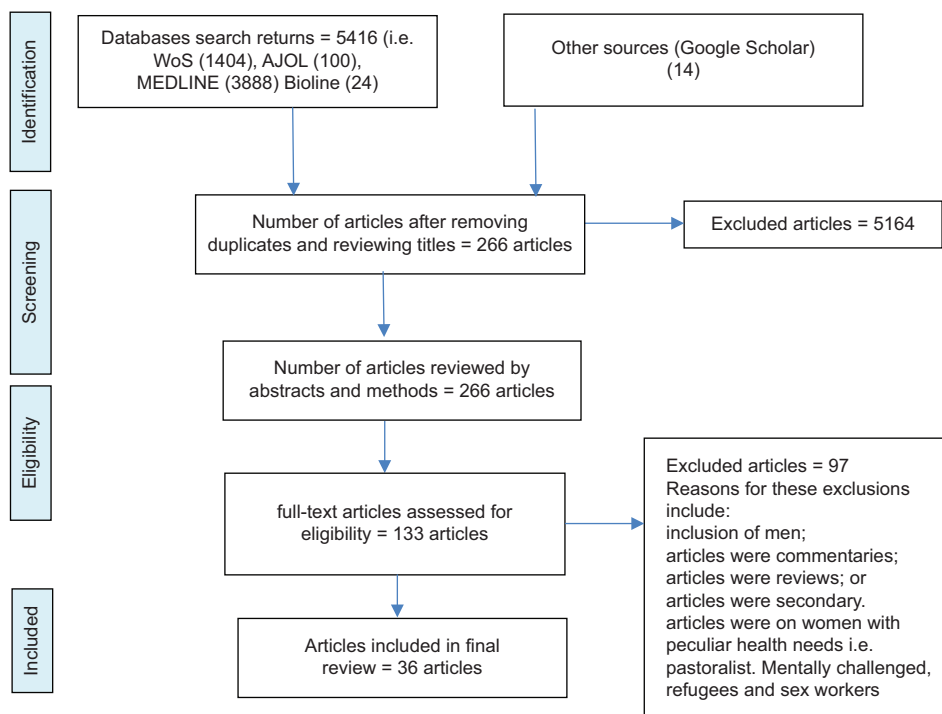 Identification
Databases search returns = 5416 (i.e.
WoS (1404), AJOL (100),
MEDLINE (3888) Bioline (24)
Other sources (Google Scholar)
(14)
Screening
Number of articles after removing
duplicates and reviewing titles = 266 articles
Excluded articles = 5164
Number of articles reviewed by
abstracts and methods = 266 articles
Eligibility
full-text articles assessed for
eligibility = 133 articles
Excluded articles = 97
Reasons for these exclusions
include:
inclusion of men;
articles were commentaries;
articles were reviews; or
articles were secondary.
articles were on women with
peculiar health needs i.e.
pastoralist. Mentally challenged,
refugees and sex workers
Included
Articles included in final
review = 36 articles